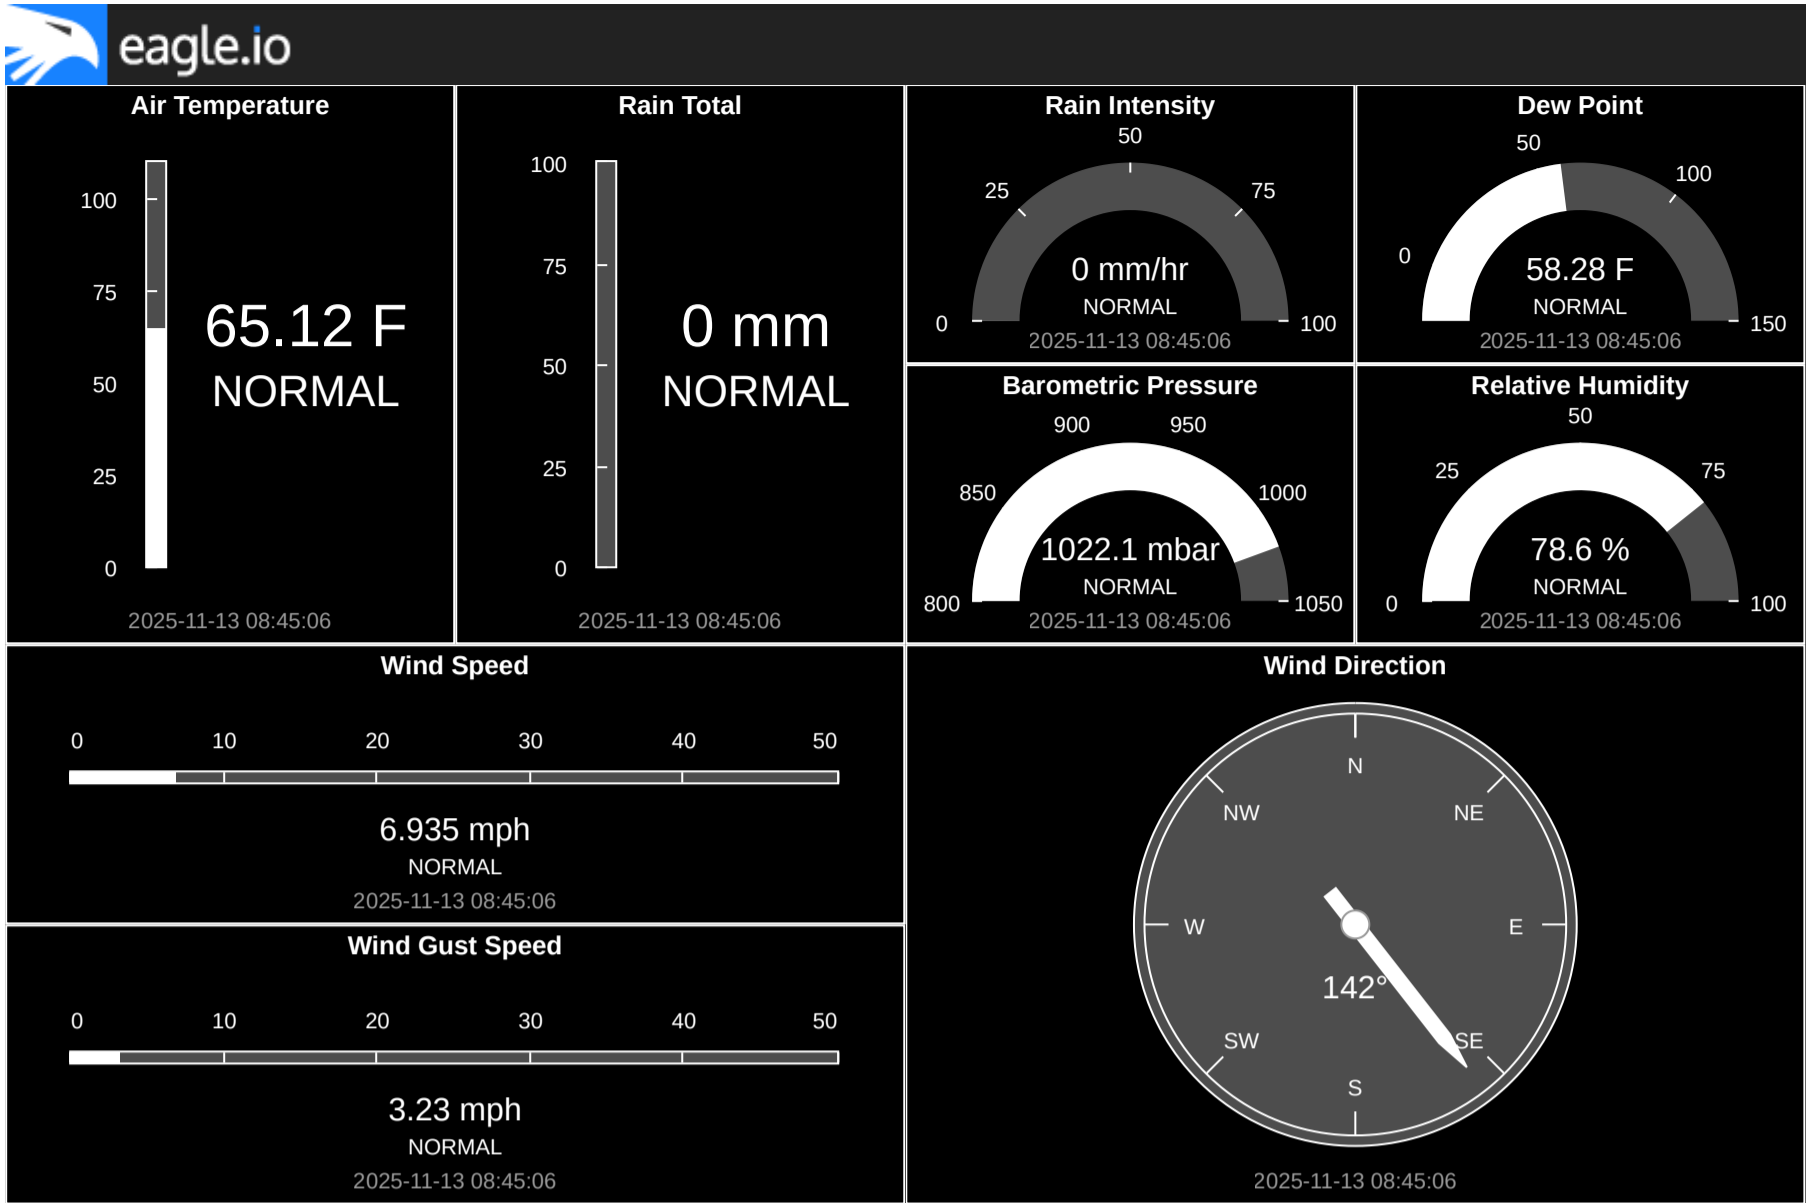 eagle.io
Air Temperature
100
75
50
25
0
65.12 F
NORMAL
2025-11-13 08:45:06
Rain Total
100
75
50
25
0
0 mm
NORMAL
2025-11-13 08:45:06
Rain Intensity
0
25
50
75
100
0 mm/hr
NORMAL
2025-11-13 08:45:06
Dew Point
0
50
100
150
58.28 F
NORMAL
2025-11-13 08:45:06
Barometric Pressure
800
850
900
950
1000
1050
1022.1 mbar
NORMAL
2025-11-13 08:45:06
Relative Humidity
0
25
50
75
100
78.6 %
NORMAL
2025-11-13 08:45:06
Wind Speed
0 10 20 30 40 50
6.935 mph
NORMAL
2025-11-13 08:45:06
Wind Gust Speed
0 10 20 30 40 50
3.23 mph
NORMAL
2025-11-13 08:45:06
Wind Direction
N
NW NE
W E
142°
SW SE
S
2025-11-13 08:45:06